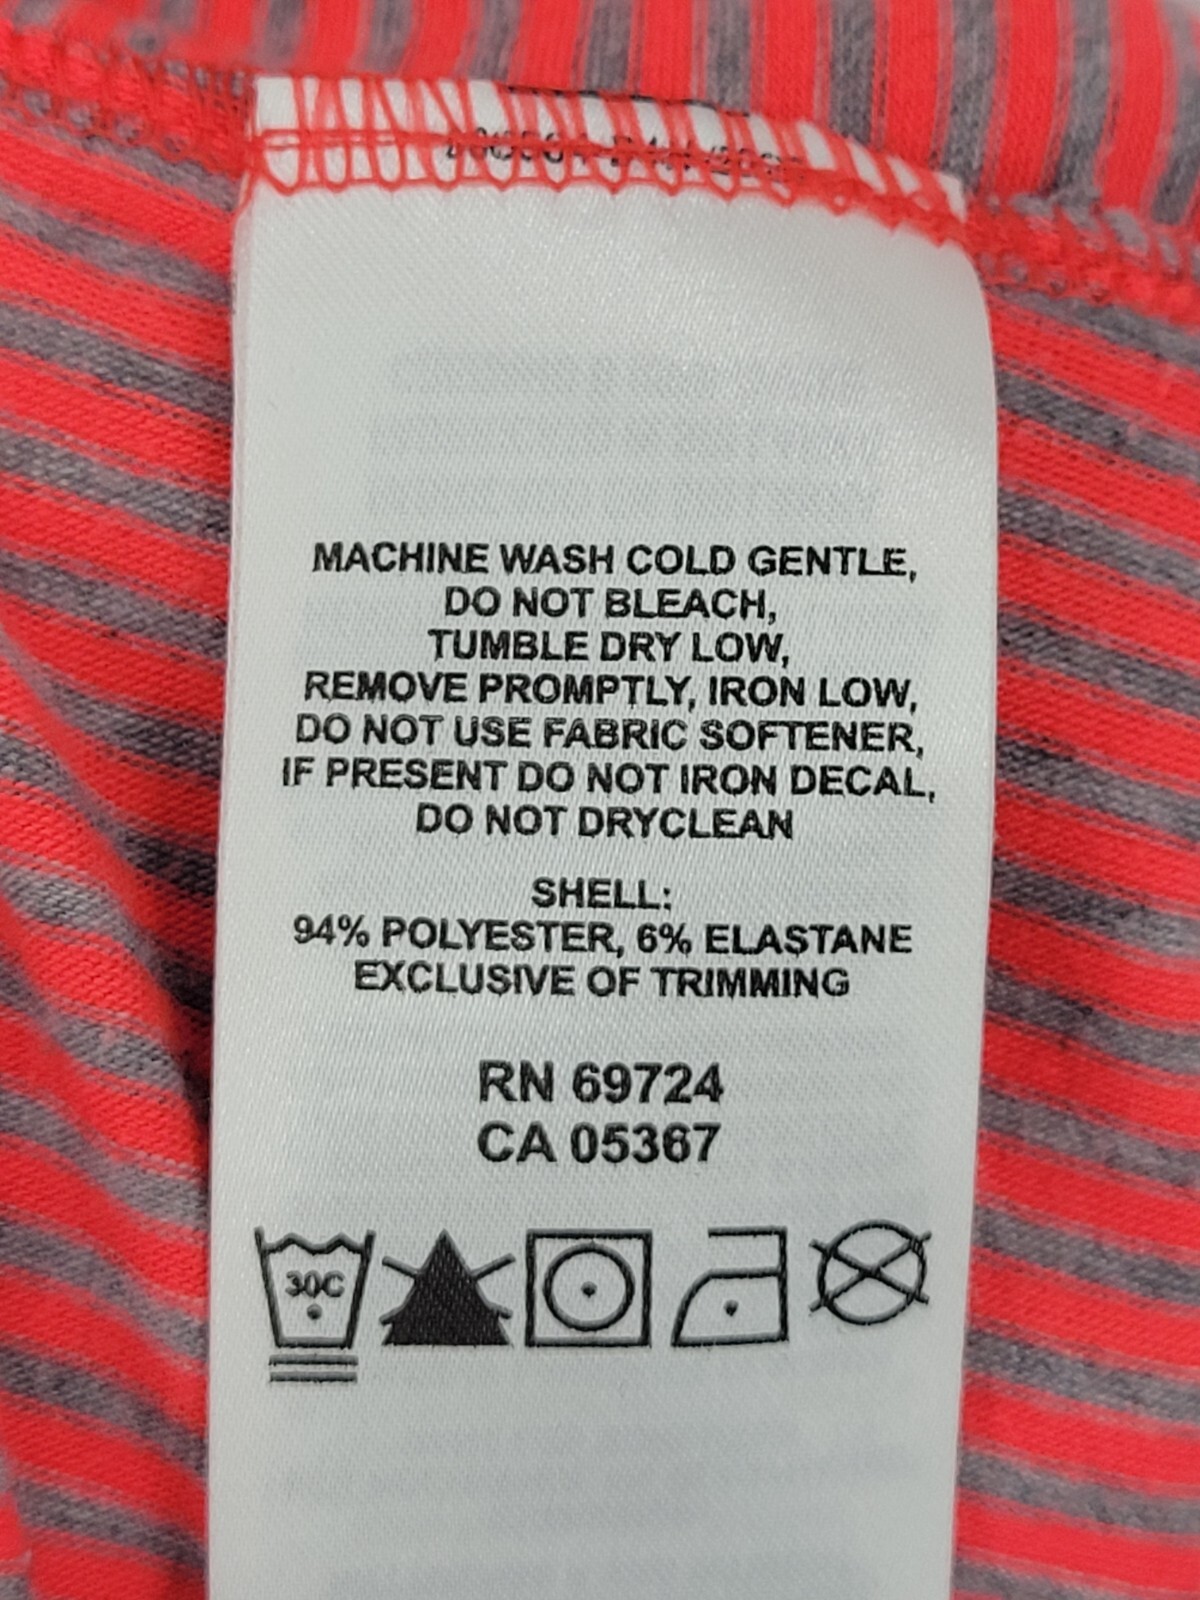 MACHINE WASH COLD GENTLE,
DO NOT BLEACH,
TUMBLE DRY LOW,
REMOVE PROMPTLY, IRON LOW,
DO NOT USE FABRIC SOFTENER,
IF PRESENT DO NOT IRON DECAL,
DO NOT DRYCLEAN
SHELL:
94% POLYESTER, 6% ELASTANE
EXCLUSIVE OF TRIMMING
RN 69724
CA 05367
30C